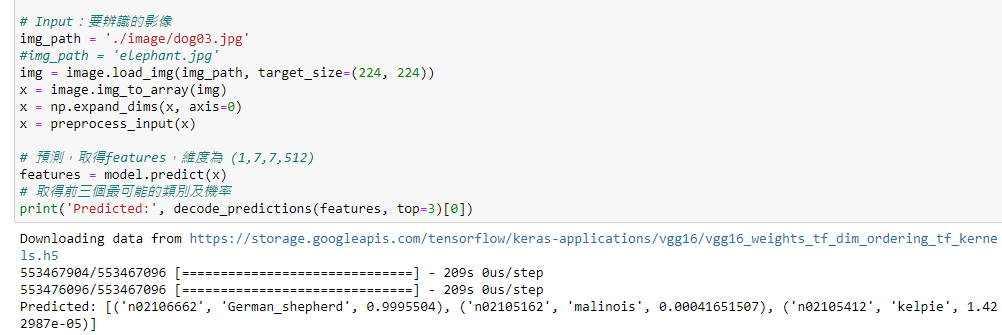 # Input：要辨識的影像
img_path = './image/dog03.jpg'
#img_path = 'elephant.jpg'
img = image.load_img(img_path, target_size=(224, 224))
x = image.img_to_array(img)
x = np.expand_dims(x, axis=0)
x = preprocess_input(x)
# 預測，取得features，維度為 (1,7,7,512)
features = model.predict(x)
# 取得前三個最可能的類別及機率
print('Predicted:', decode_predictions(features, top=3)[0])
Downloading data from https://storage.googleapis.com/tensorflow/keras-applications/vgg16/vgg16_weights_tf_dim_ordering_tf_kerne
ls.h5
553467904/553467096 [==============================] - 209s 0us/step
553476096/553467096 [==============================] - 209s 0us/step
Predicted: [('n02106662', 'German_shepherd', 0.9995504), ('n02105162', 'malinois', 0.00041651507), ('n02105412', 'kelpie', 1.42
2987e-05)]